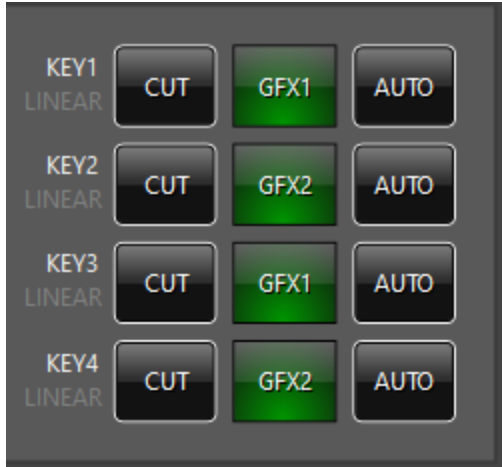 KEY1
LINEAR
CUT GFX1 AUTO
KEY2
LINEAR
CUT GFX2 AUTO
KEY3
LINEAR
CUT GFX1 AUTO
KEY4
LINEAR
CUT GFX2 AUTO